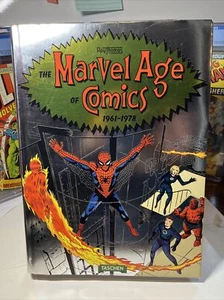 Roy Thomas
THE Marvel Age
OF Comics
1961–1978
TASCHEN